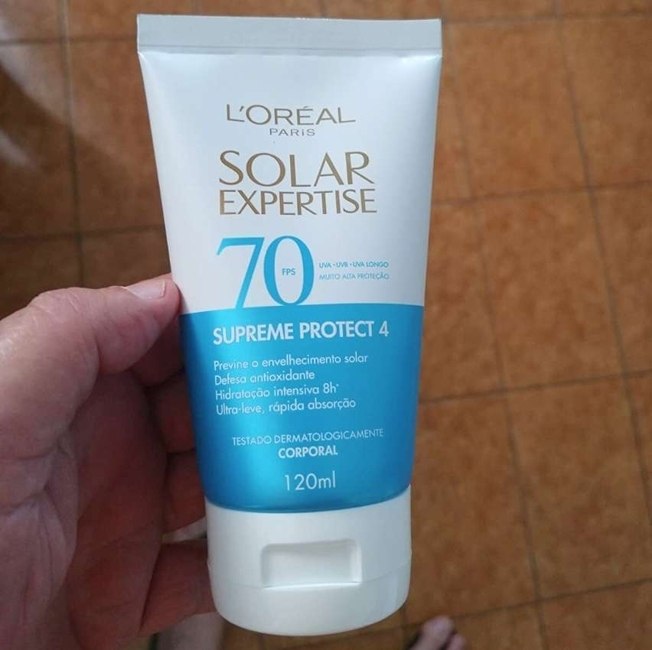 L'ORÉAL
PARIS
SOLAR
EXPERTISE
70
FPS
UVA • UVB • UVA LONGO
MUITO ALTA PROTEÇÃO
SUPREME PROTECT 4
Previne o envelhecimento solar
Defesa antioxidante
Hidratação intensiva 8h*
Ultra-leve, rápida absorção
TESTADO DERMATOLOGICAMENTE
CORPORAL
120ml